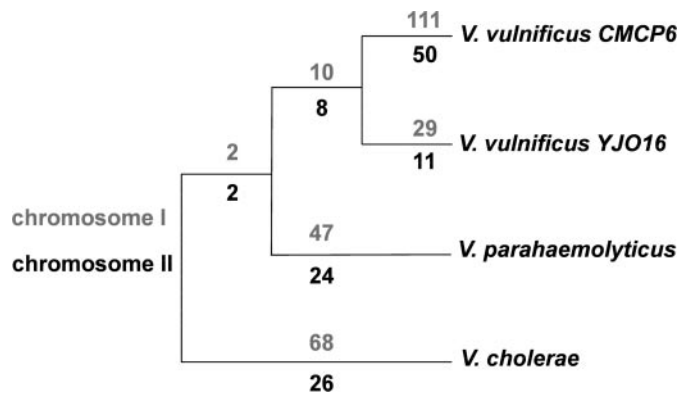 111
V. vulnificus CMCP6
50
10
8
29
V. vulnificus YJO16
11
2
2
chromosome I
47
V. parahaemolyticus
chromosome II
24
68
V. cholerae
26